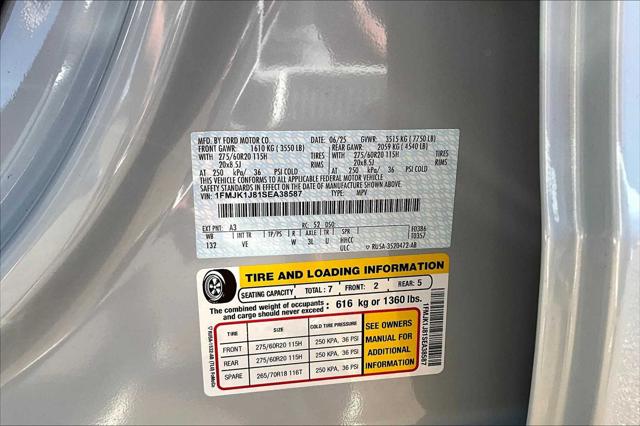 MFD. BY FORD MOTOR CO. 06/25 GVWR: 3515 KG (7750 LB)
FRONT GAWR: 1610 KG (3550 LB) REAR GAWR: 2059 KG (4540 LB)
WITH 275/60R20 115H TIRES WITH 275/60R20 115H TIRES
20x8.5J RIMS 20x8.5J RIMS
AT 250 kPa/ 36 PSI COLD AT 250 kPa/ 36 PSI COLD
THIS VEHICLE CONFORMS TO ALL APPLICABLE FEDERAL MOTOR VEHICLE
SAFETY STANDARDS IN EFFECT ON THE DATE OF MANUFACTURE SHOWN ABOVE.
VIN: 1FMJK1J81SEA38587 TYPE: MPV
EXT PNT: A3 RC: 52 DSO:
WB INT TR TP/PS R AXLE TR SPR F0386
132 VE W 3L U HHCC F0357
ULC RU5A-3520472-AB
TIRE AND LOADING INFORMATION
SEATING CAPACITY TOTAL: 7 FRONT: 2 REAR: 5
The combined weight of occupants and cargo should never exceed: 616 kg or 1360 lbs.
TIRE SIZE COLD TIRE PRESSURE
FRONT 275/60R20 115H 250 KPA, 36 PSI
REAR 275/60R20 115H 250 KPA, 36 PSI
SPARE 265/70R18 116T 250 KPA, 36 PSI
SEE OWNERS
MANUAL FOR
ADDITIONAL
INFORMATION
1FMJK1J81SEA38587